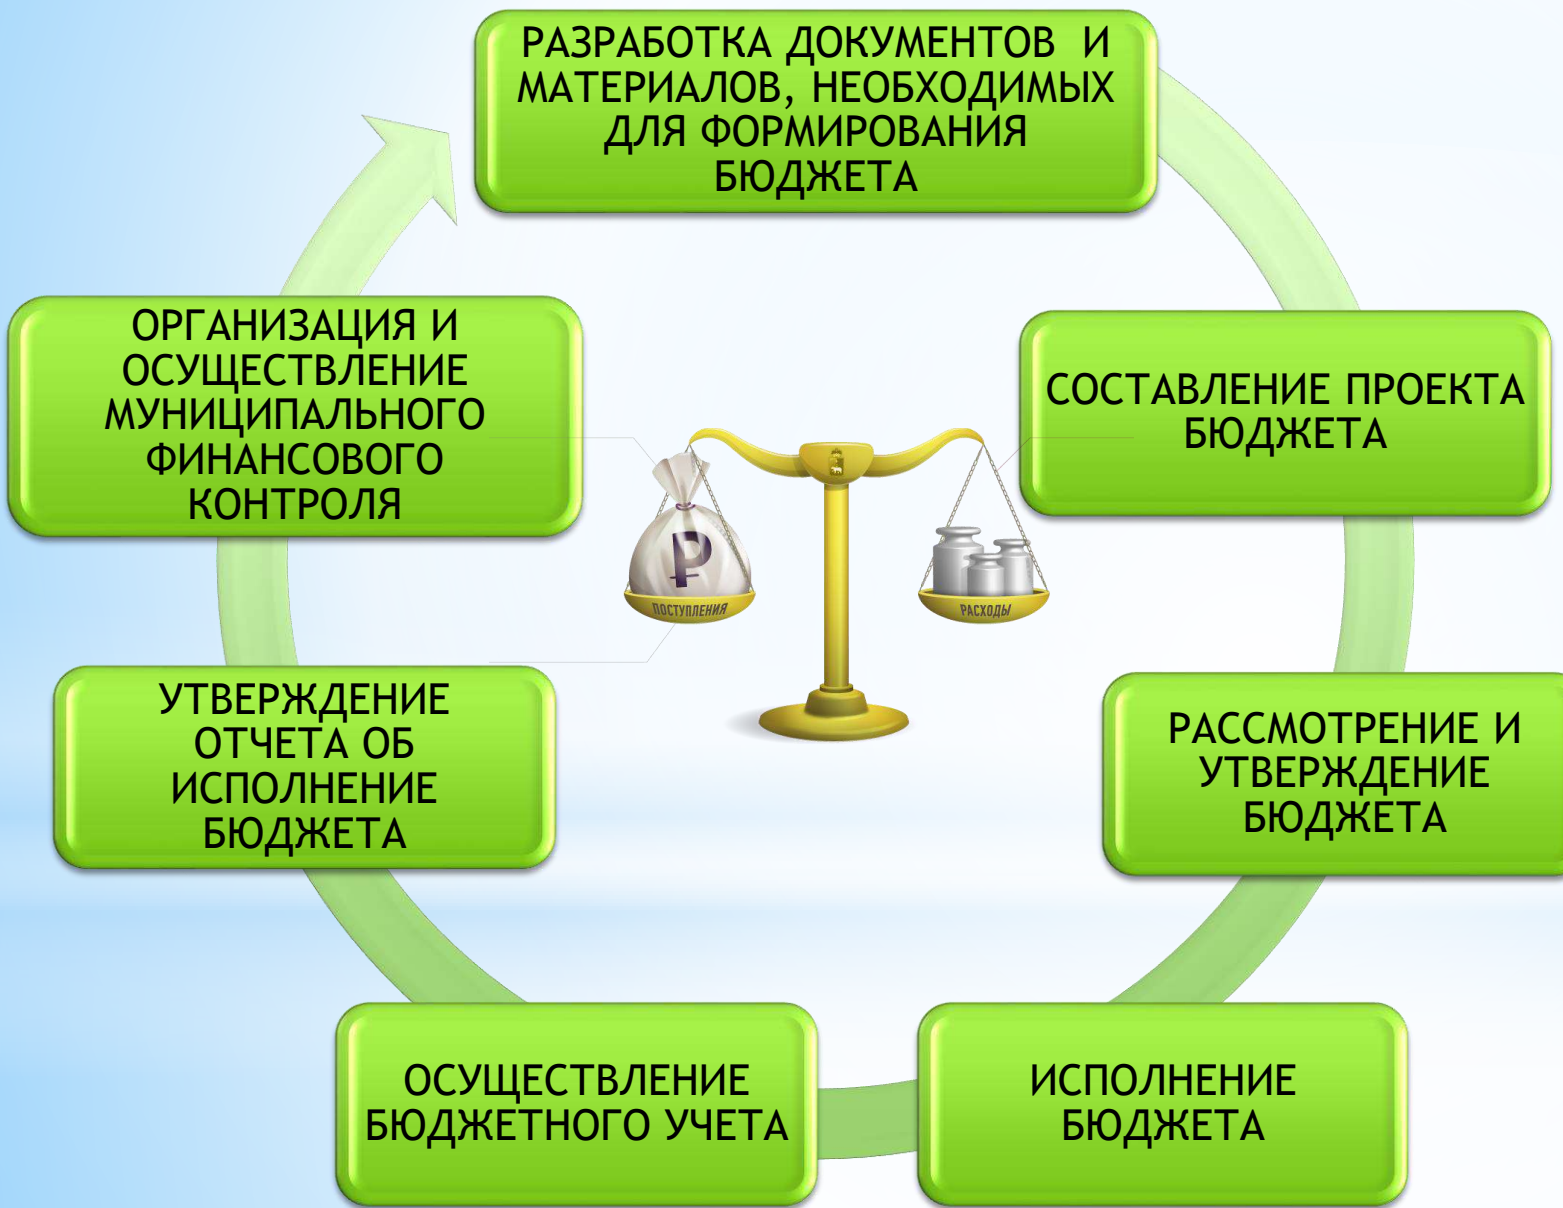 РАЗРАБОТКА ДОКУМЕНТОВ И
МАТЕРИАЛОВ, НЕОБХОДИМЫХ
ДЛЯ ФОРМИРОВАНИЯ
БЮДЖЕТА
СОСТАВЛЕНИЕ ПРОЕКТА
БЮДЖЕТА
РАССМОТРЕНИЕ И
УТВЕРЖДЕНИЕ
БЮДЖЕТА
ИСПОЛНЕНИЕ
БЮДЖЕТА
ОСУЩЕСТВЛЕНИЕ
БЮДЖЕТНОГО УЧЕТА
УТВЕРЖДЕНИЕ
ОТЧЕТА ОБ
ИСПОЛНЕНИЕ
БЮДЖЕТА
ОРГАНИЗАЦИЯ И
ОСУЩЕСТВЛЕНИЕ
МУНИЦИПАЛЬНОГО
ФИНАНСОВОГО
КОНТРОЛЯ
₽
ПОСТУПЛЕНИЯ
РАСХОДЫ